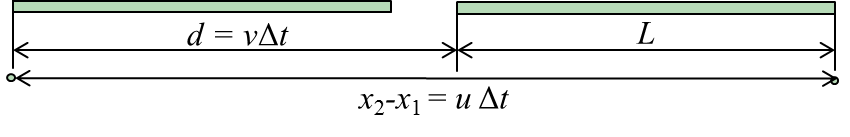 d = vΔt
L
x₂-x₁ = u Δt